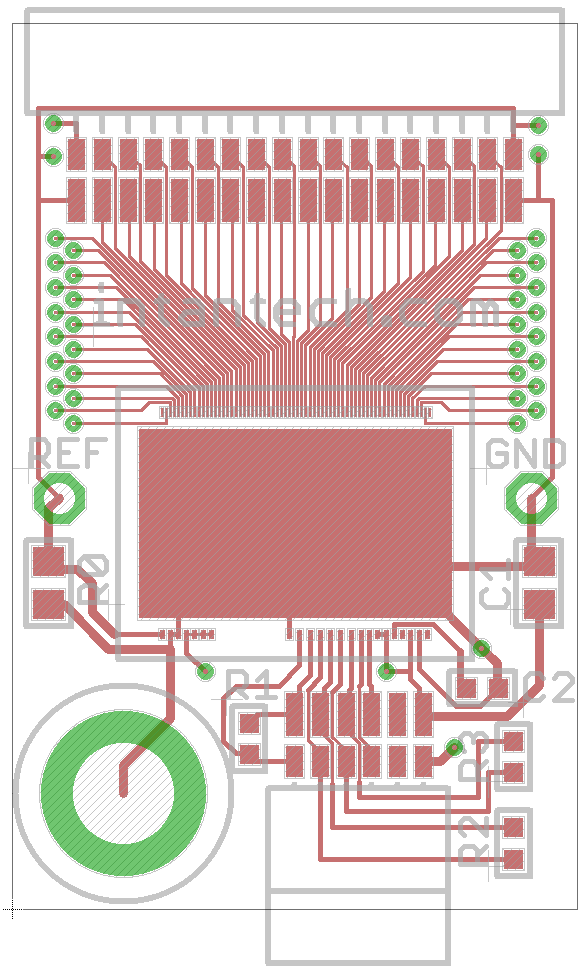 intantech.com
REF
GND
R0
C1
R1
C2
R3
R2